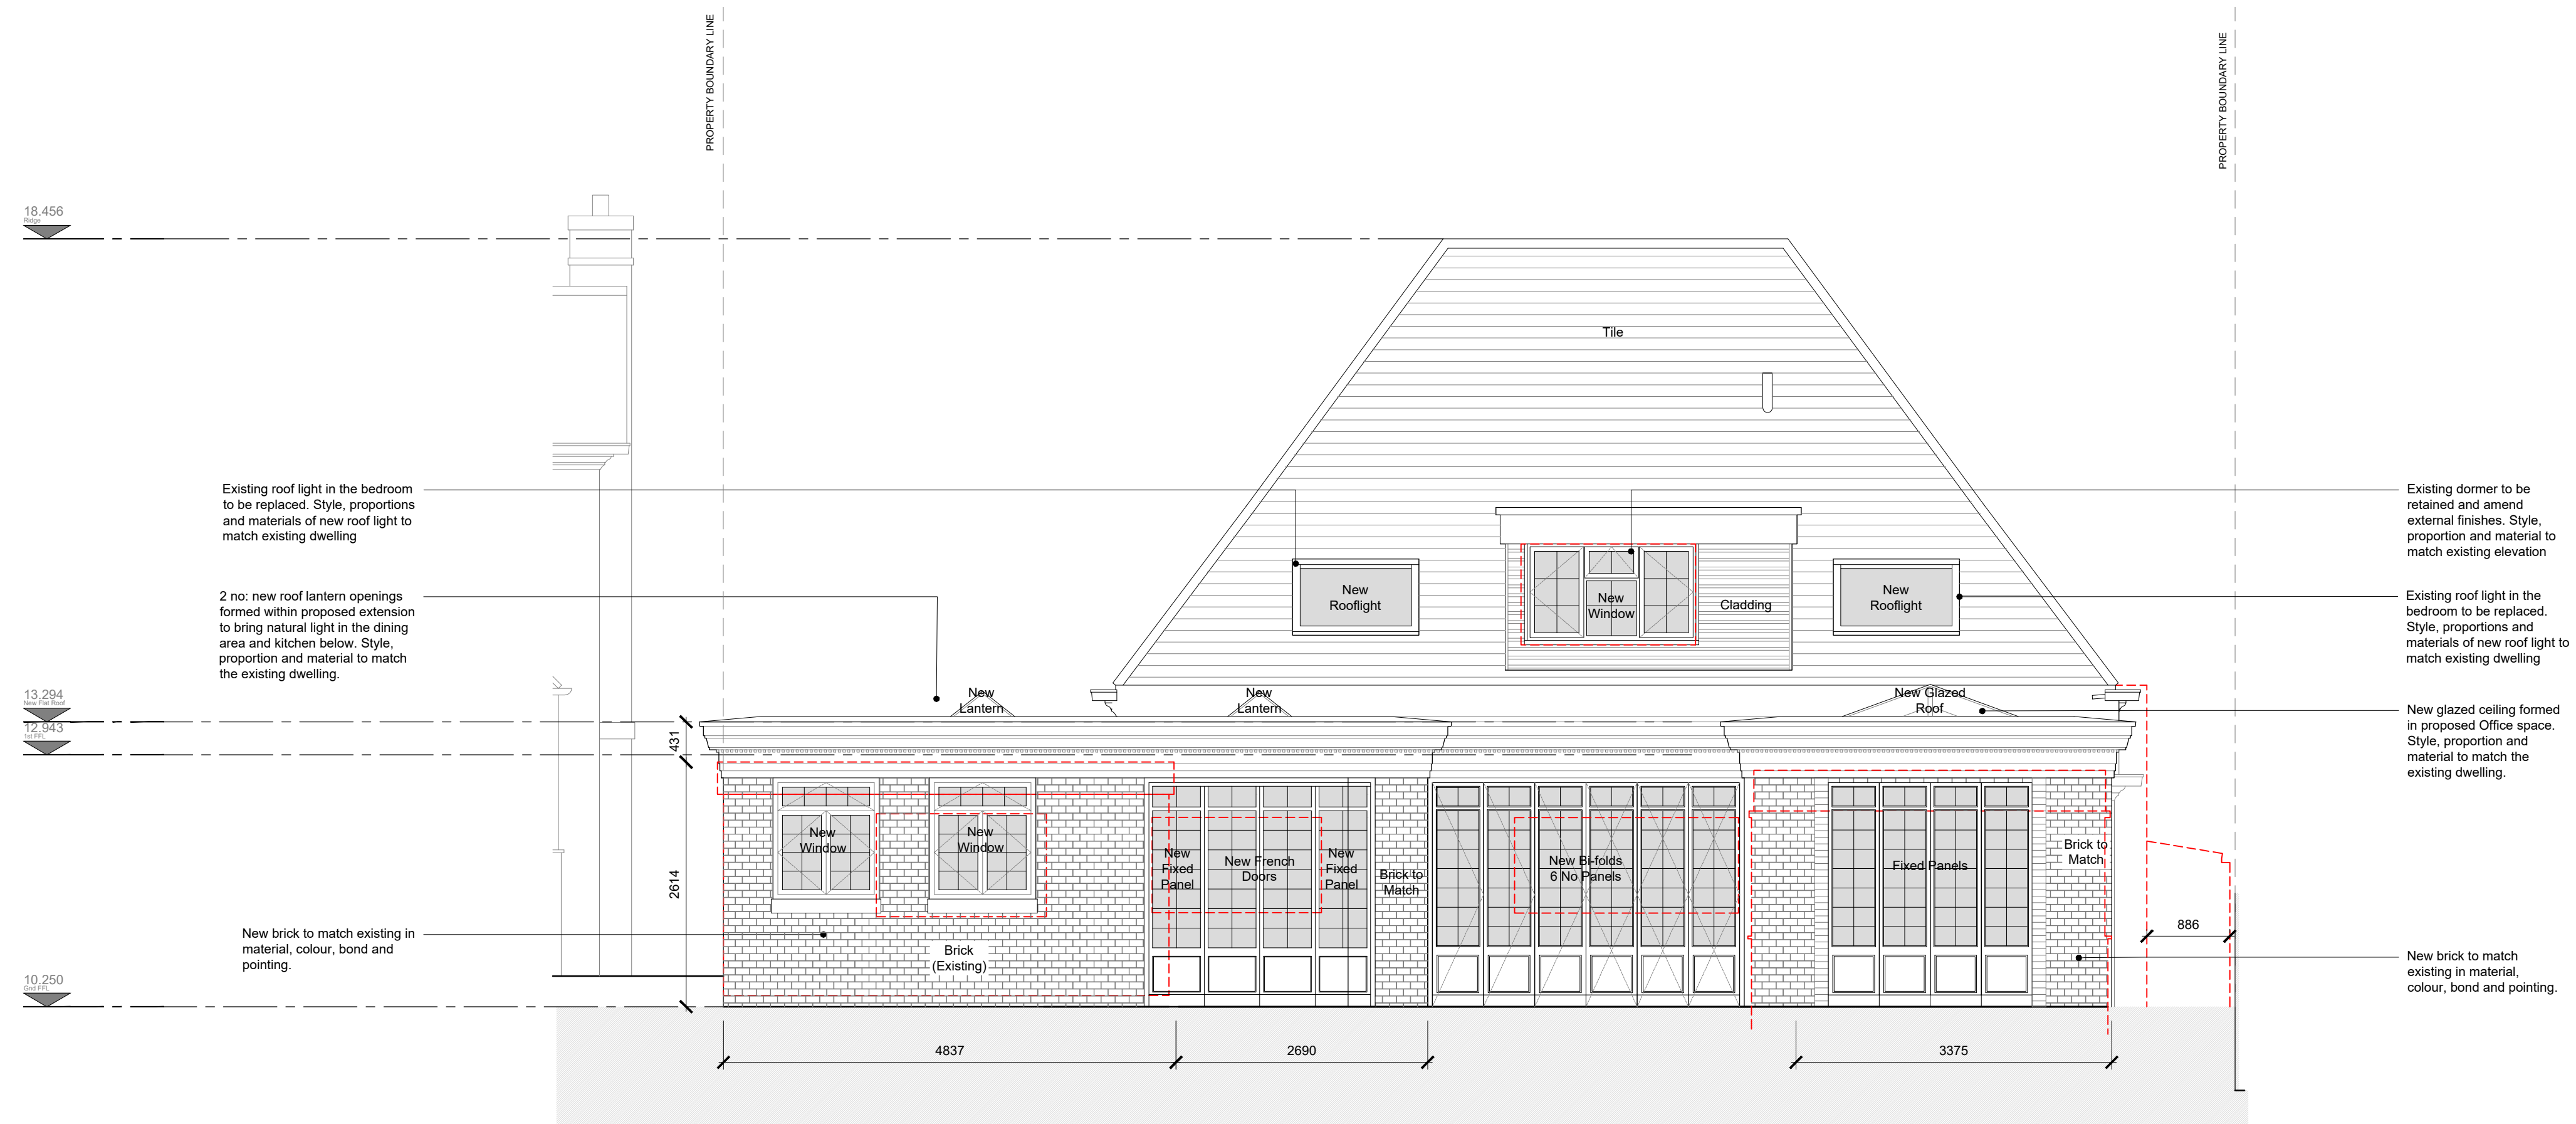 PROPERTY BOUNDARY LINE
PROPERTY BOUNDARY LINE
18.456
Ridge
Tile
Existing roof light in the bedroom
to be replaced. Style, proportions
and materials of new roof light to
match existing dwelling
Existing dormer to be
retained and amend
external finishes. Style,
proportion and material to
match existing elevation
New
Rooflight
New
Window
Cladding
New
Rooflight
2 no: new roof lantern openings
formed within proposed extension
to bring natural light in the dining
area and kitchen below. Style,
proportion and material to match
the existing dwelling.
Existing roof light in the
bedroom to be replaced.
Style, proportions and
materials of new roof light to
match existing dwelling
13.294
New Flat Roof
12.943
1st FFL
New
Lantern
New
Lantern
New Glazed
Roof
New glazed ceiling formed
in proposed Office space.
Style, proportion and
material to match the
existing dwelling.
431
2614
New
Window
New
Window
New
Fixed
Panel
New French
Doors
New
Fixed
Panel
Brick to
Match
New Bi-folds
6 No Panels
Fixed Panels
Brick to
Match
886
New brick to match existing in
material, colour, bond and
pointing.
Brick
(Existing)
New brick to match
existing in material,
colour, bond and pointing.
10.250
Gnd FFL
4837
2690
3375